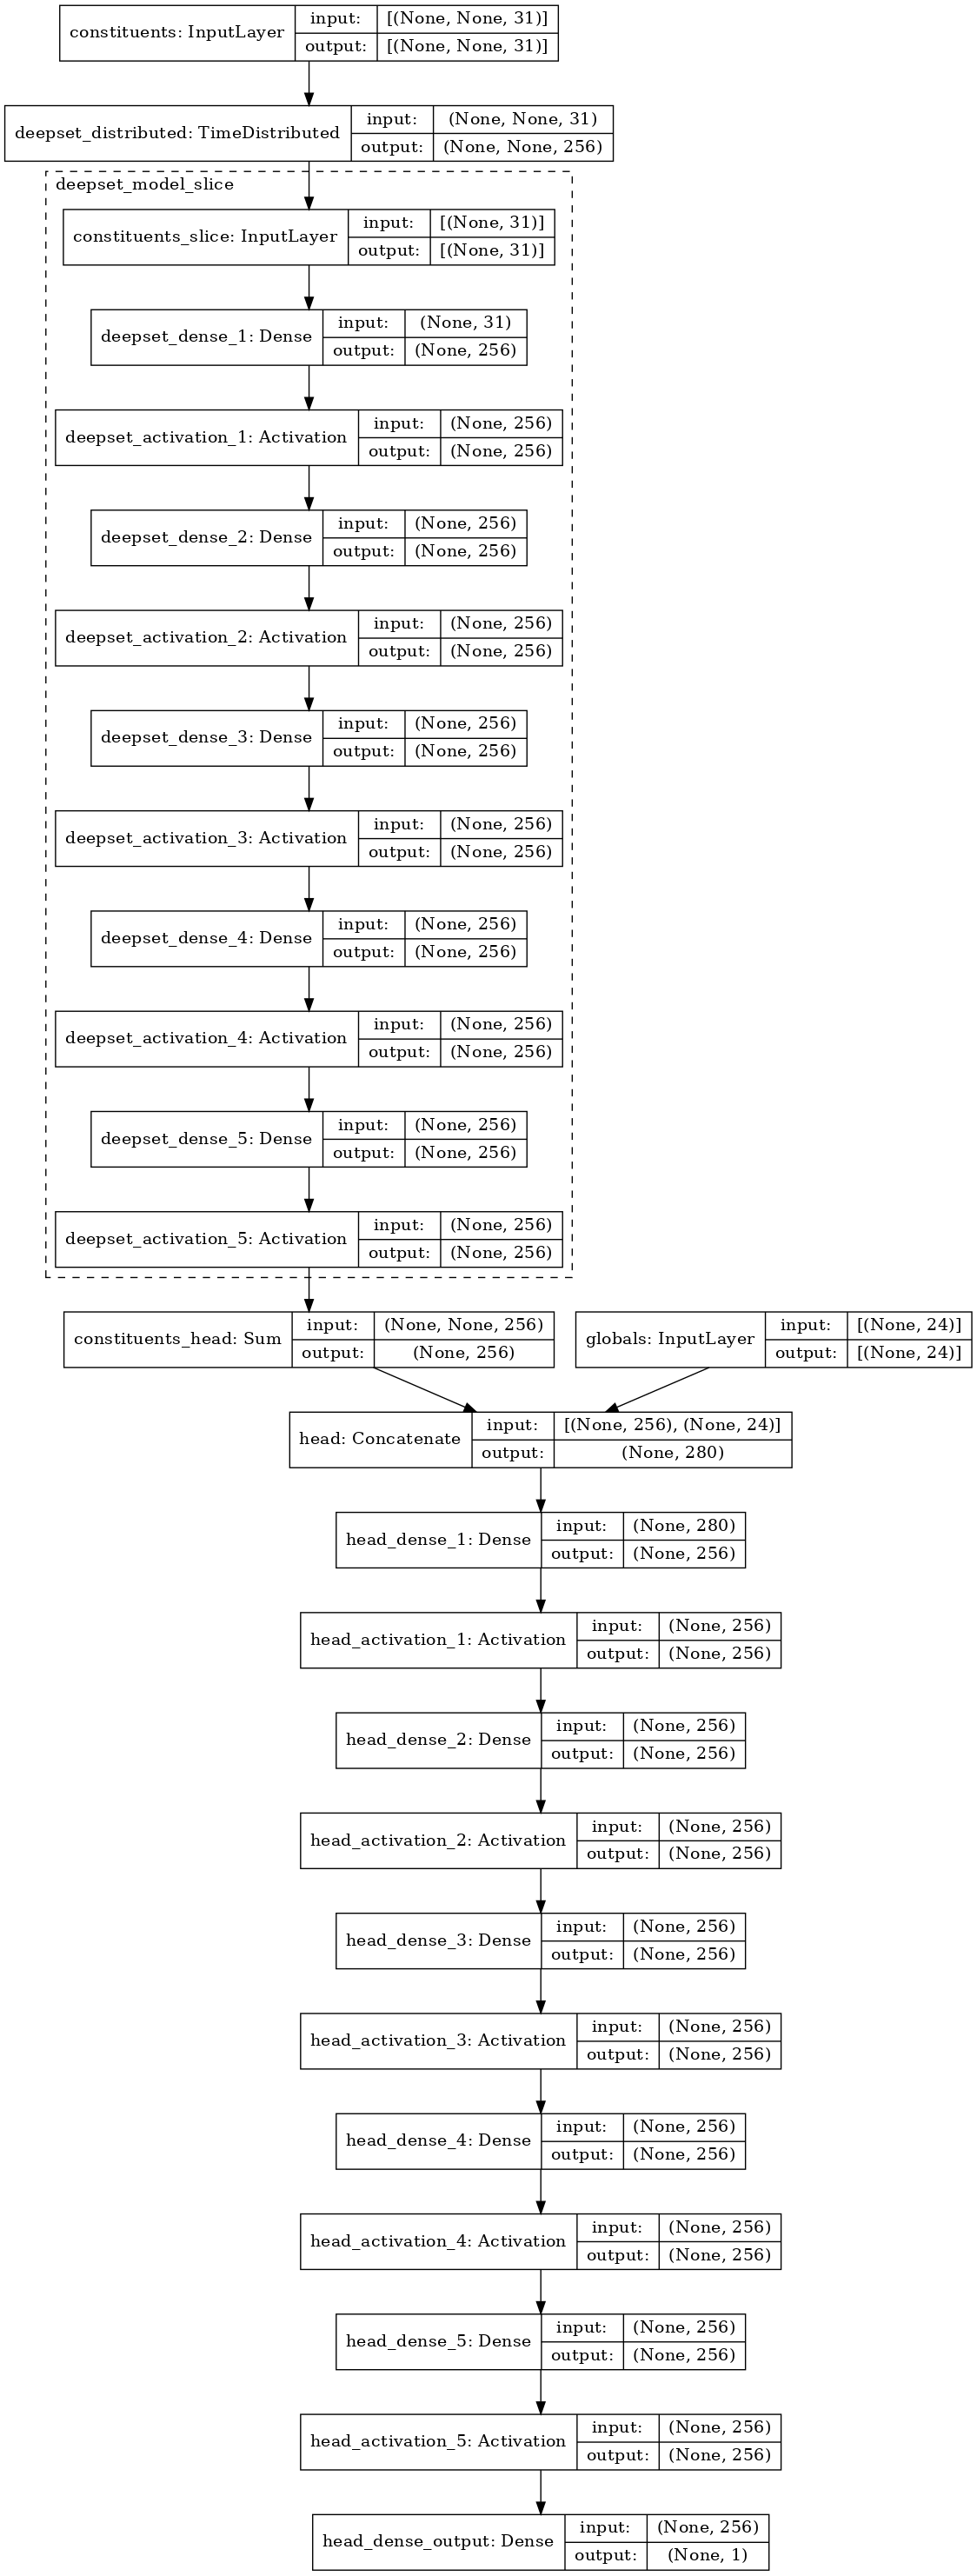 constituents: InputLayer
input: [(None, None, 31)]
output: [(None, None, 31)]
deepset_distributed: TimeDistributed
input: (None, None, 31)
output: (None, None, 256)
deepset_model_slice
constituents_slice: InputLayer
input: [(None, 31)]
output: [(None, 31)]
deepset_dense_1: Dense
input: (None, 31)
output: (None, 256)
deepset_activation_1: Activation
input: (None, 256)
output: (None, 256)
deepset_dense_2: Dense
input: (None, 256)
output: (None, 256)
deepset_activation_2: Activation
input: (None, 256)
output: (None, 256)
deepset_dense_3: Dense
input: (None, 256)
output: (None, 256)
deepset_activation_3: Activation
input: (None, 256)
output: (None, 256)
deepset_dense_4: Dense
input: (None, 256)
output: (None, 256)
deepset_activation_4: Activation
input: (None, 256)
output: (None, 256)
deepset_dense_5: Dense
input: (None, 256)
output: (None, 256)
deepset_activation_5: Activation
input: (None, 256)
output: (None, 256)
constituents_head: Sum
input: (None, None, 256)
output: (None, 256)
globals: InputLayer
input: [(None, 24)]
output: [(None, 24)]
head: Concatenate
input: [(None, 256), (None, 24)]
output: (None, 280)
head_dense_1: Dense
input: (None, 280)
output: (None, 256)
head_activation_1: Activation
input: (None, 256)
output: (None, 256)
head_dense_2: Dense
input: (None, 256)
output: (None, 256)
head_activation_2: Activation
input: (None, 256)
output: (None, 256)
head_dense_3: Dense
input: (None, 256)
output: (None, 256)
head_activation_3: Activation
input: (None, 256)
output: (None, 256)
head_dense_4: Dense
input: (None, 256)
output: (None, 256)
head_activation_4: Activation
input: (None, 256)
output: (None, 256)
head_dense_5: Dense
input: (None, 256)
output: (None, 256)
head_activation_5: Activation
input: (None, 256)
output: (None, 256)
head_dense_output: Dense
input: (None, 256)
output: (None, 1)